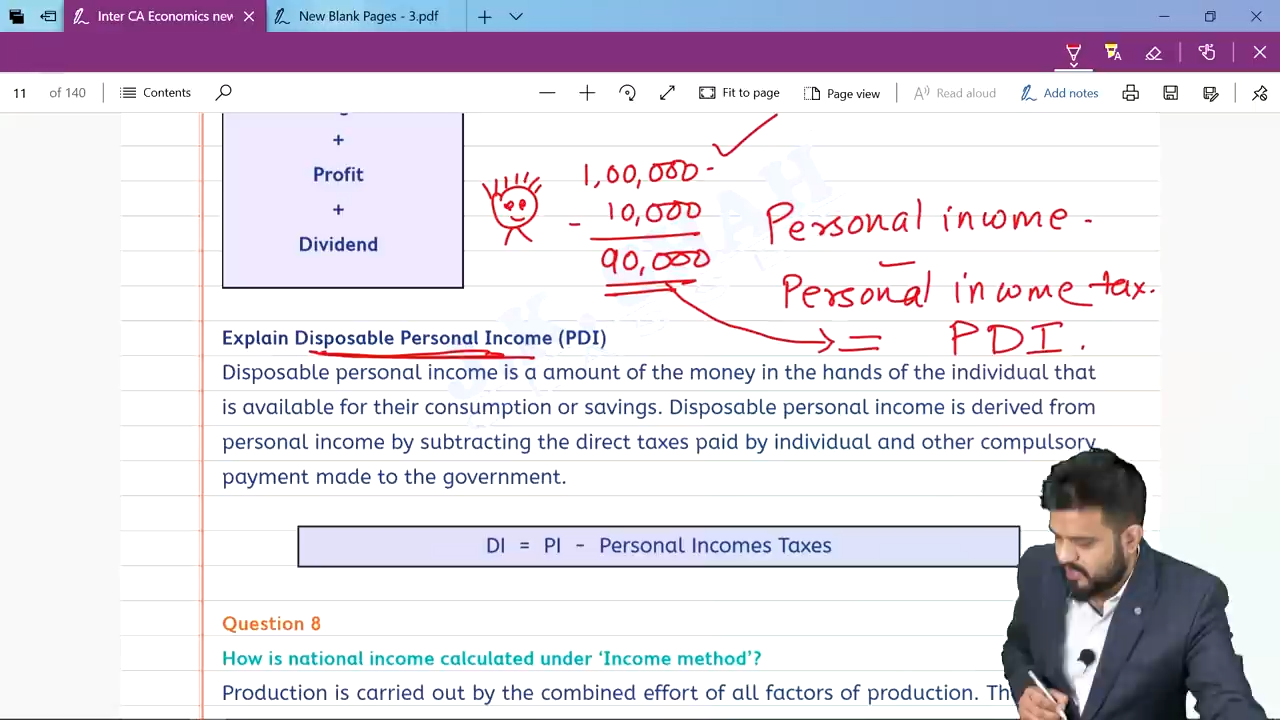 Inter CA Economics new
New Blank Pages - 3.pdf
11 of 140
Contents
Fit to page
Page view
Read aloud
Add notes
+
Profit
+
Dividend
1,00,000
- 10,000
90,000
Personal income
-
Personal income tax.
= PDI.
Explain Disposable Personal Income (PDI)
Disposable personal income is a amount of the money in the hands of the individual that
is available for their consumption or savings. Disposable personal income is derived from
personal income by subtracting the direct taxes paid by individual and other compulsory
payment made to the government.
DI = PI - Personal Incomes Taxes
Question 8
How is national income calculated under ‘Income method’?
Production is carried out by the combined effort of all factors of production. Th